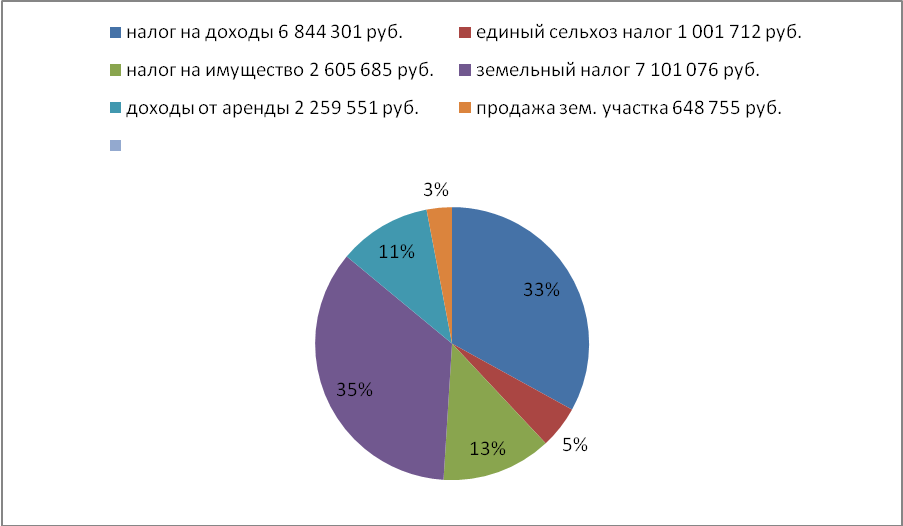 налог на доходы 6 844 301 руб.
единый сельхоз налог 1 001 712 руб.
налог на имущество 2 605 685 руб.
земельный налог 7 101 076 руб.
доходы от аренды 2 259 551 руб.
продажа зем. участка 648 755 руб.
3%
11%
33%
35%
13%
5%